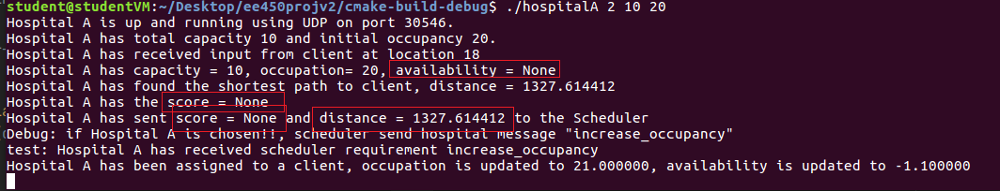 student@studentVM:~/Desktop/ee450projv2/cmake-build-debug$ ./hospitalA 2 10 20
Hospital A is up and running using UDP on port 30546.
Hospital A has total capacity 10 and initial occupancy 20.
Hospital A has received input from client at location 18
Hospital A has capacity = 10, occupation= 20, availability = None
Hospital A has found the shortest path to client, distance = 1327.614412
Hospital A has the score = None
Hospital A has sent score = None and distance = 1327.614412 to the Scheduler
Debug: if Hospital A is chosen!!, scheduler send hospital message "increase_occupancy"
test: Hospital A has received scheduler requirement increase_occupancy
Hospital A has been assigned to a client, occupation is updated to 21.000000, availability is updated to -1.100000